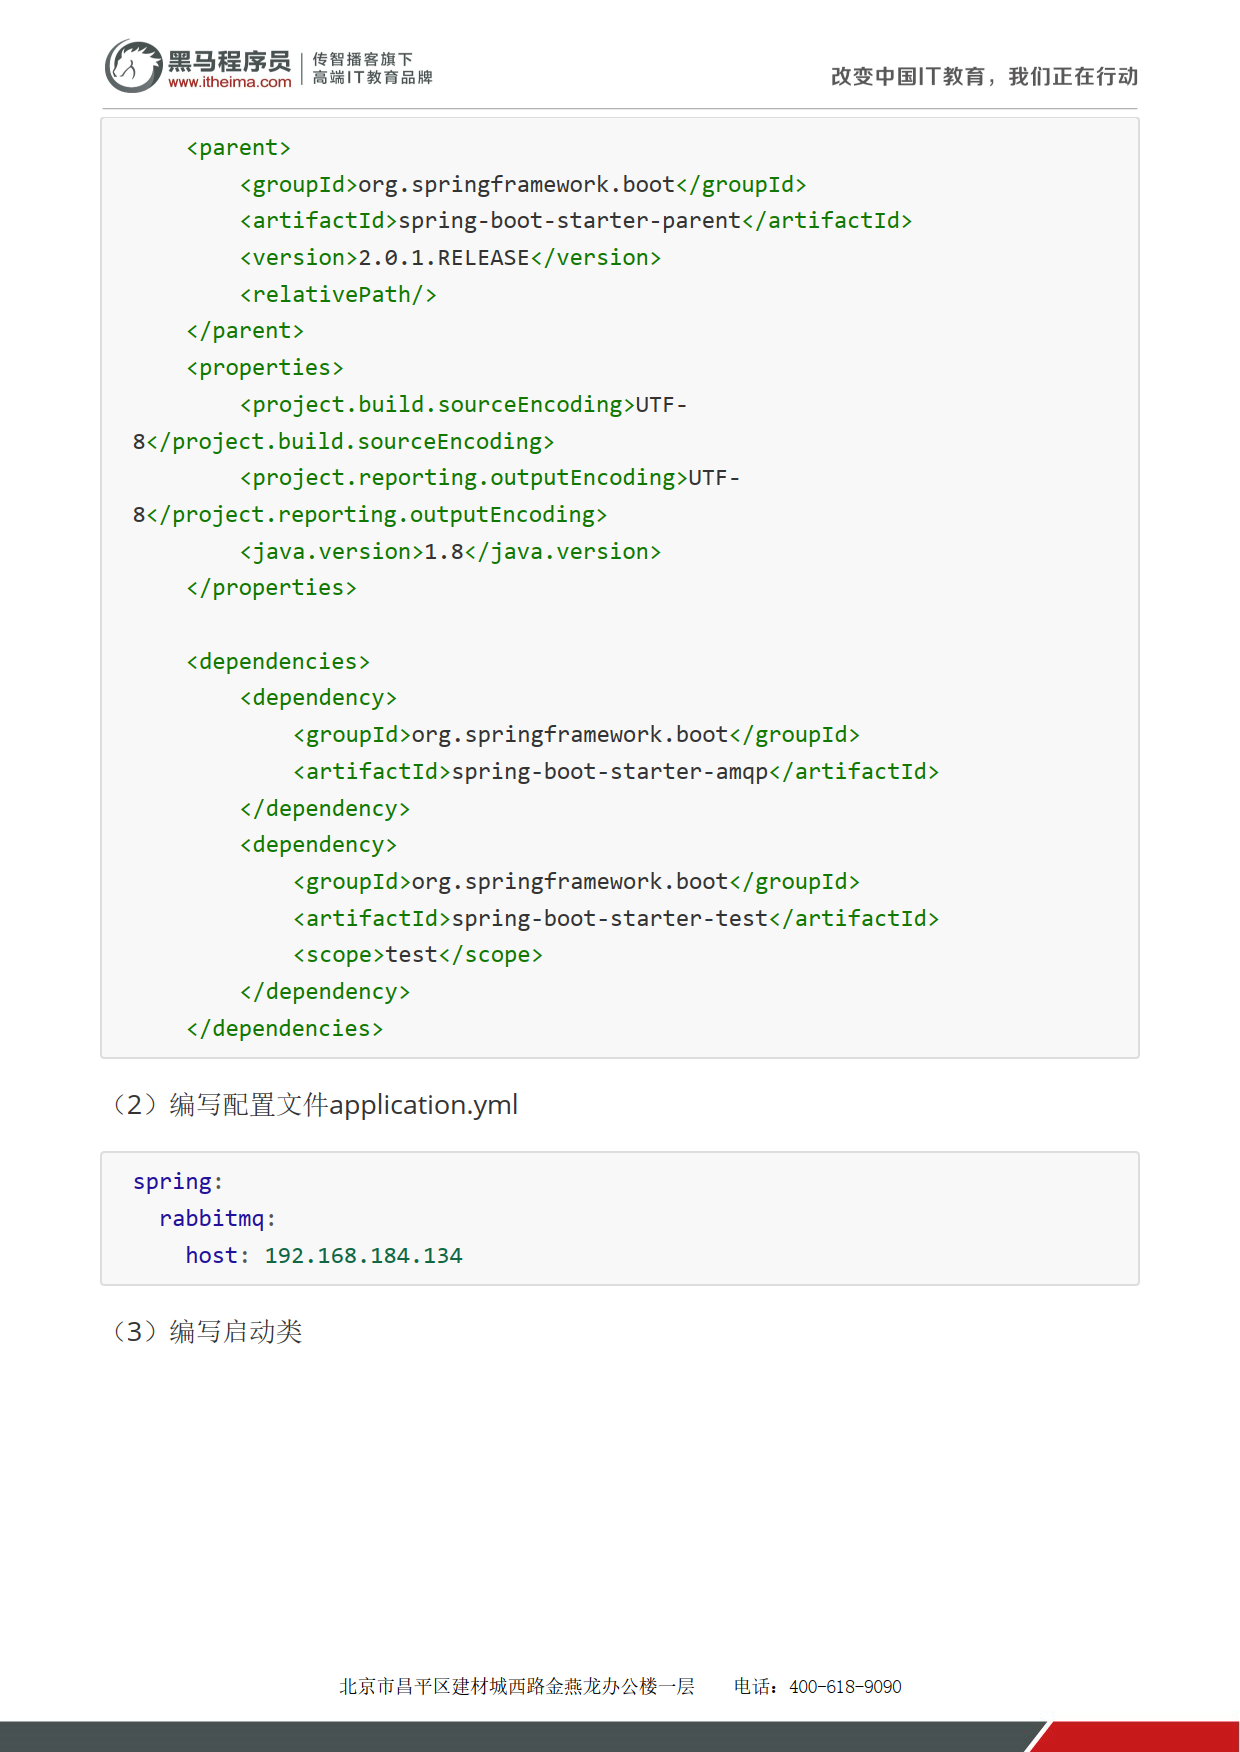 黑马程序员
www.itheima.com
传智播客旗下
高端IT教育品牌
改变中国IT教育，我们正在行动
    <parent>
        <groupId>org.springframework.boot</groupId>
        <artifactId>spring-boot-starter-parent</artifactId>
        <version>2.0.1.RELEASE</version>
        <relativePath/>
    </parent>
    <properties>
        <project.build.sourceEncoding>UTF-
8</project.build.sourceEncoding>
        <project.reporting.outputEncoding>UTF-
8</project.reporting.outputEncoding>
        <java.version>1.8</java.version>
    </properties>
    <dependencies>
        <dependency>
            <groupId>org.springframework.boot</groupId>
            <artifactId>spring-boot-starter-amqp</artifactId>
        </dependency>
        <dependency>
            <groupId>org.springframework.boot</groupId>
            <artifactId>spring-boot-starter-test</artifactId>
            <scope>test</scope>
        </dependency>
    </dependencies>
（2）编写配置文件application.yml
spring:
  rabbitmq:
    host: 192.168.184.134
（3）编写启动类
北京市昌平区建材城西路金燕龙办公楼一层 电话：400-618-9090